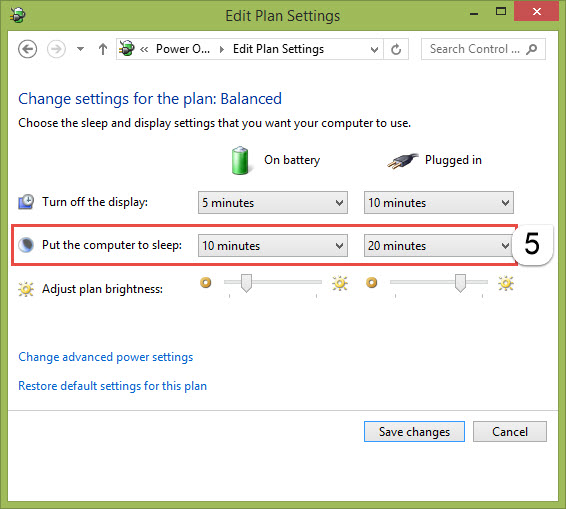 Edit Plan Settings
« Power O... Edit Plan Settings Search Control ...
Change settings for the plan: Balanced
Choose the sleep and display settings that you want your computer to use.
On battery Plugged in
Turn off the display: 5 minutes 10 minutes
Put the computer to sleep: 10 minutes 20 minutes 5
Adjust plan brightness:
Change advanced power settings
Restore default settings for this plan
Save changes Cancel